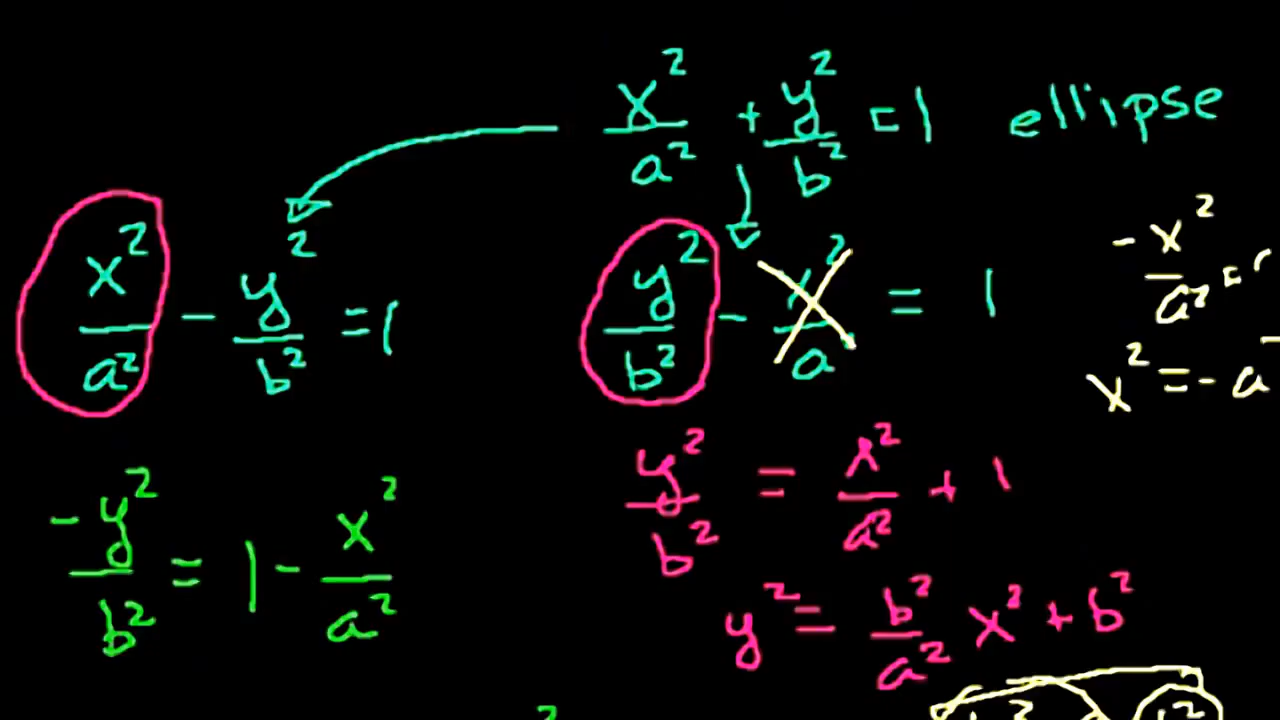 x²/a² + y²/b² = 1 ellipse
x²/a² - y²/b² = 1
y²/b² - x²/a = 1
-x²/a² =
x² = - a
y²/b² = x²/a² + 1
-y²/b² = 1 - x²/a²
y² = b²/a² x² + b²